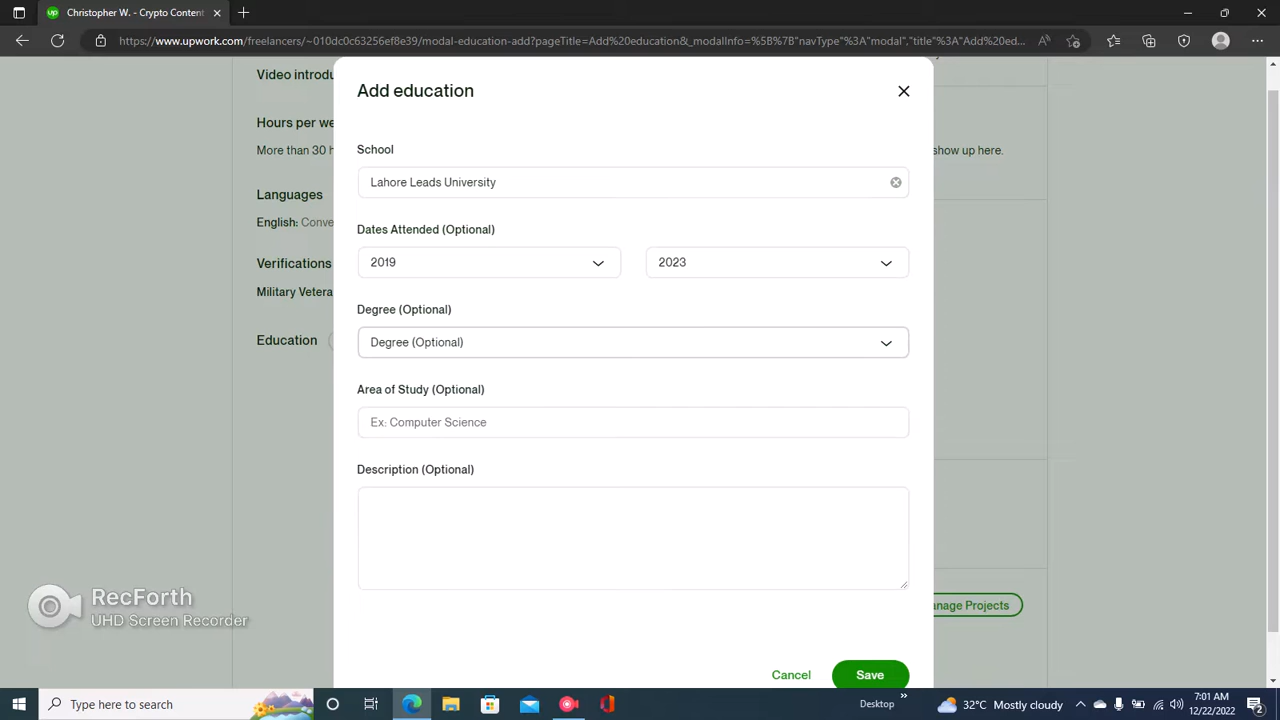 up Christopher W. - Crypto Content
https://www.upwork.com/freelancers/~010dc0c63256ef8e39/modal-education-add?pageTitle=Add%20education&_modalInfo=%5B%7B"navType"%3A"modal","title"%3A"Add%20ed...
Add education
Video introdu
Hours per we
More than 30 h
show up here.
School
Lahore Leads University
Languages
English: Conve
Dates Attended (Optional)
2019
2023
Verifications
Military Vetera
Degree (Optional)
Degree (Optional)
Education
Area of Study (Optional)
Ex: Computer Science
Description (Optional)
RecForth
UHD Screen Recorder
anage Projects
Cancel
Save
Type here to search
Desktop
32°C Mostly cloudy
7:01 AM
12/22/2022
2